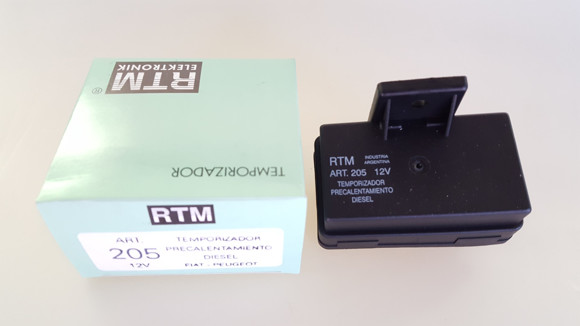 RTM
ELEKTRONIK
®
TEMPORIZADOR
RTM
ART.
205
12V
TEMPORIZADOR
PRECALENTAMIENTO
DIESEL
FIAT - PEUGEOT
RTM
INDUSTRIA
ARGENTINA
ART. 205 12V
TEMPORIZADOR
PRECALENTAMIENTO
DIESEL